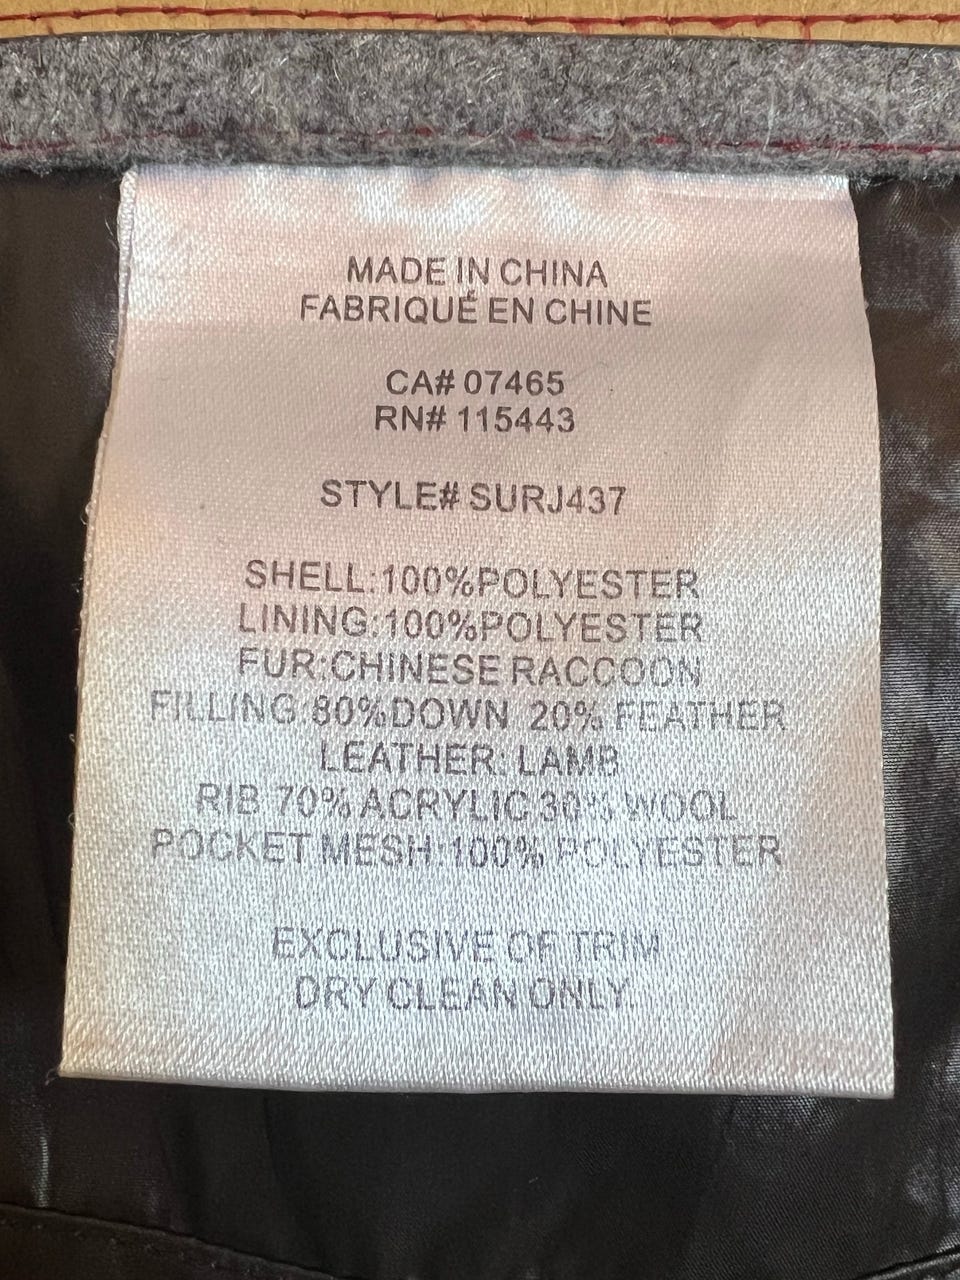 MADE IN CHINA
FABRIQUÉ EN CHINE
CA# 07465
RN# 115443
STYLE# SURJ437
SHELL:100%POLYESTER
LINING:100%POLYESTER
FUR:CHINESE RACCOON
FILLING:80%DOWN 20% FEATHER
LEATHER: LAMB
RIB 70% ACRYLIC 30% WOOL
POCKET MESH:100% POLYESTER
EXCLUSIVE OF TRIM
DRY CLEAN ONLY.